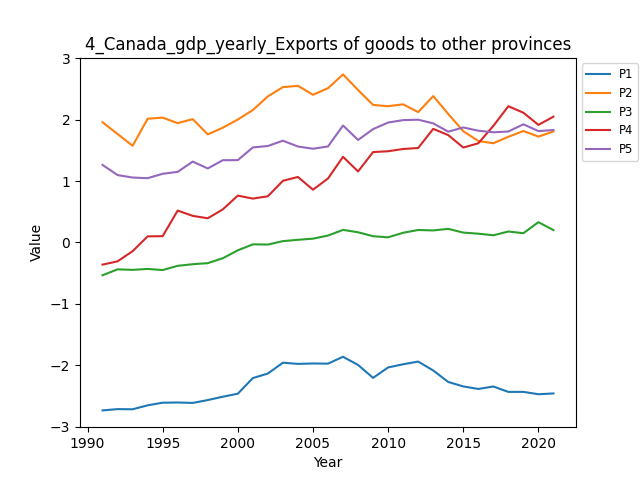 4_Canada_gdp_yearly_Exports of goods to other provinces
3
2
1
0
−1
−2
−3
Value
1990 1995 2000 2005 2010 2015 2020
Year
P1
P2
P3
P4
P5